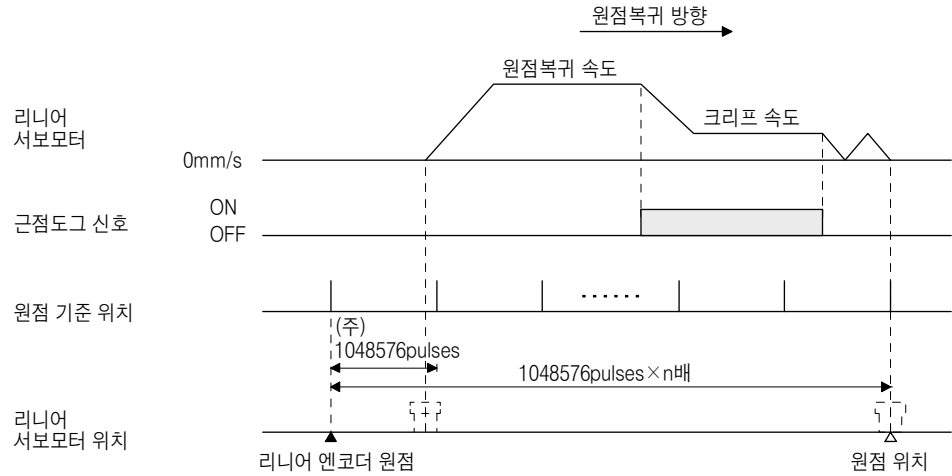 원점복귀 방향
원점복귀 속도
크리프 속도
리니어
서보모터
0mm/s
근점도그 신호
ON
OFF
원점 기준 위치
(주)
1048576pulses
1048576pulses×n배
리니어
서보모터 위치
리니어 엔코더 원점
원점 위치